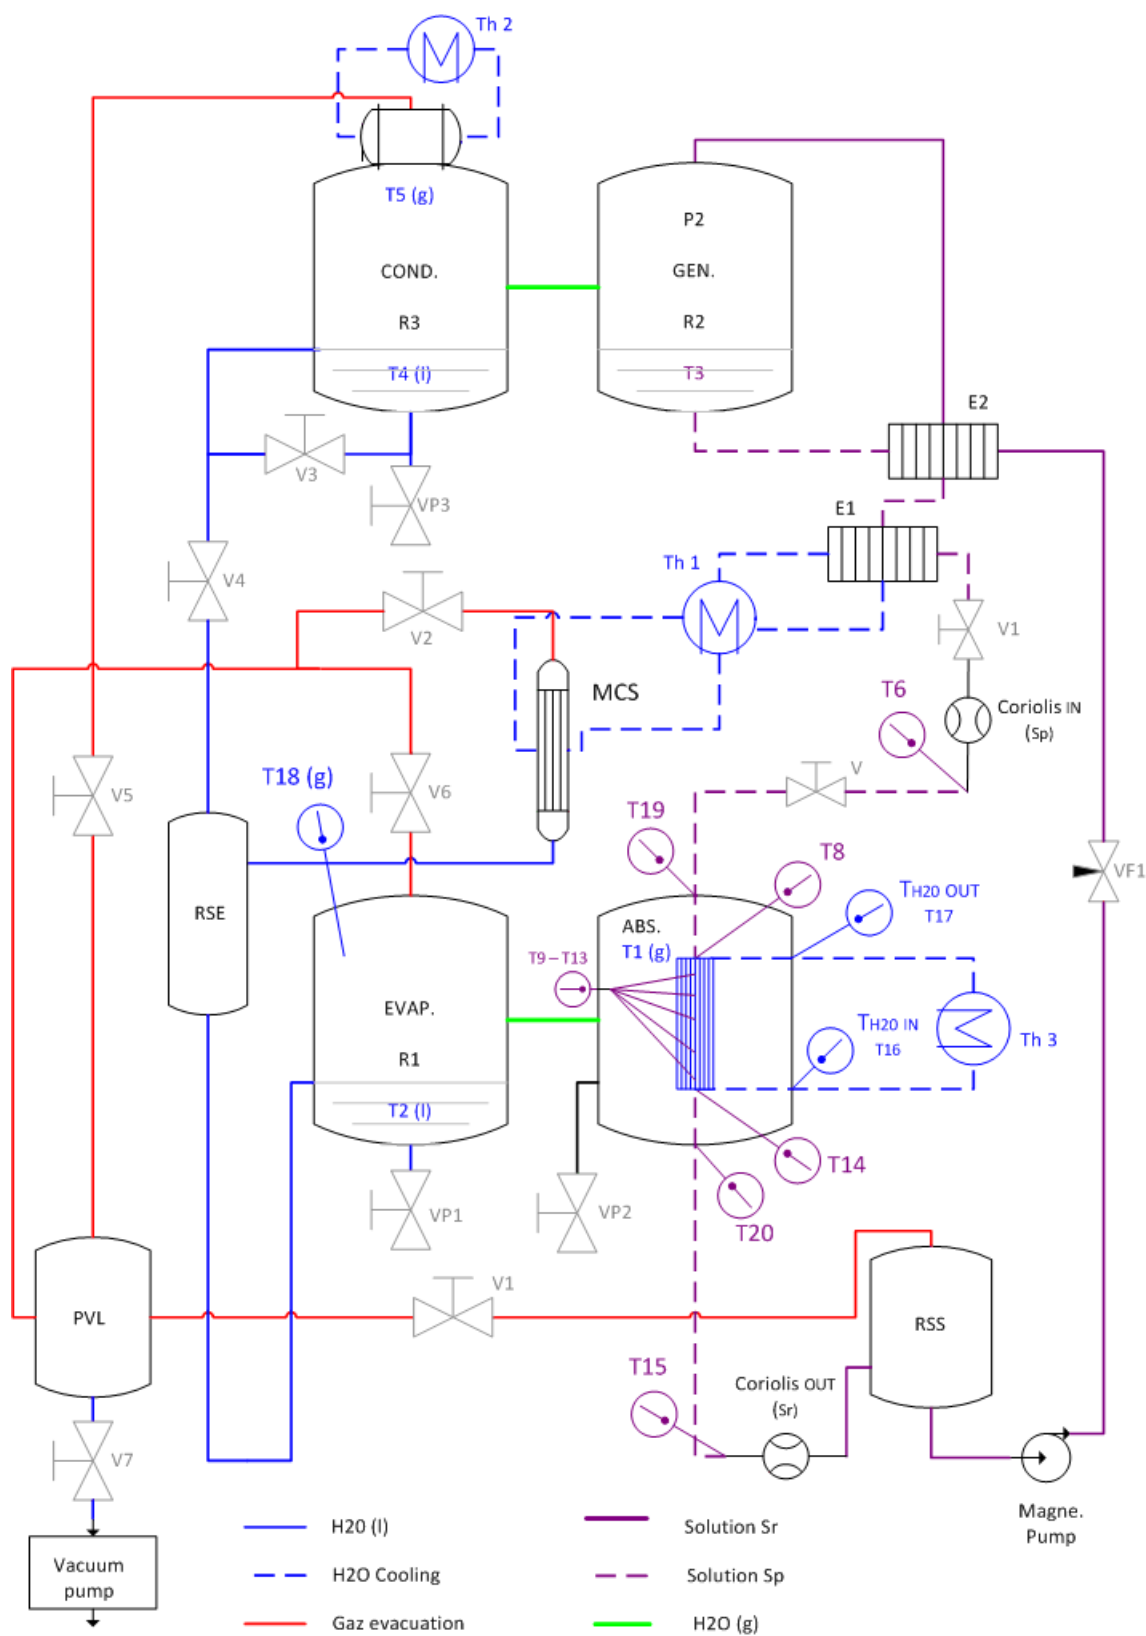 Th 2
T5 (g)
COND.
R3
T4 (l)
P2
GEN.
R2
T3
E2
V3
VP3
E1
V4
Th 1
V2
V1
MCS
T6
Coriolis IN
(Sp)
V
V5
T18 (g)
V6
T19
T8
VF1
RSE
ABS.
T1 (g)
TH20 OUT
T17
T9 – T13
EVAP.
R1
TH20 IN
T16
Th 3
T2 (l)
T14
VP1
VP2
T20
V1
PVL
RSS
T15
Coriolis OUT
(Sr)
V7
Magne.
Pump
Vacuum
pump
H20 (l)
Solution Sr
H2O Cooling
Solution Sp
Gaz evacuation
H2O (g)